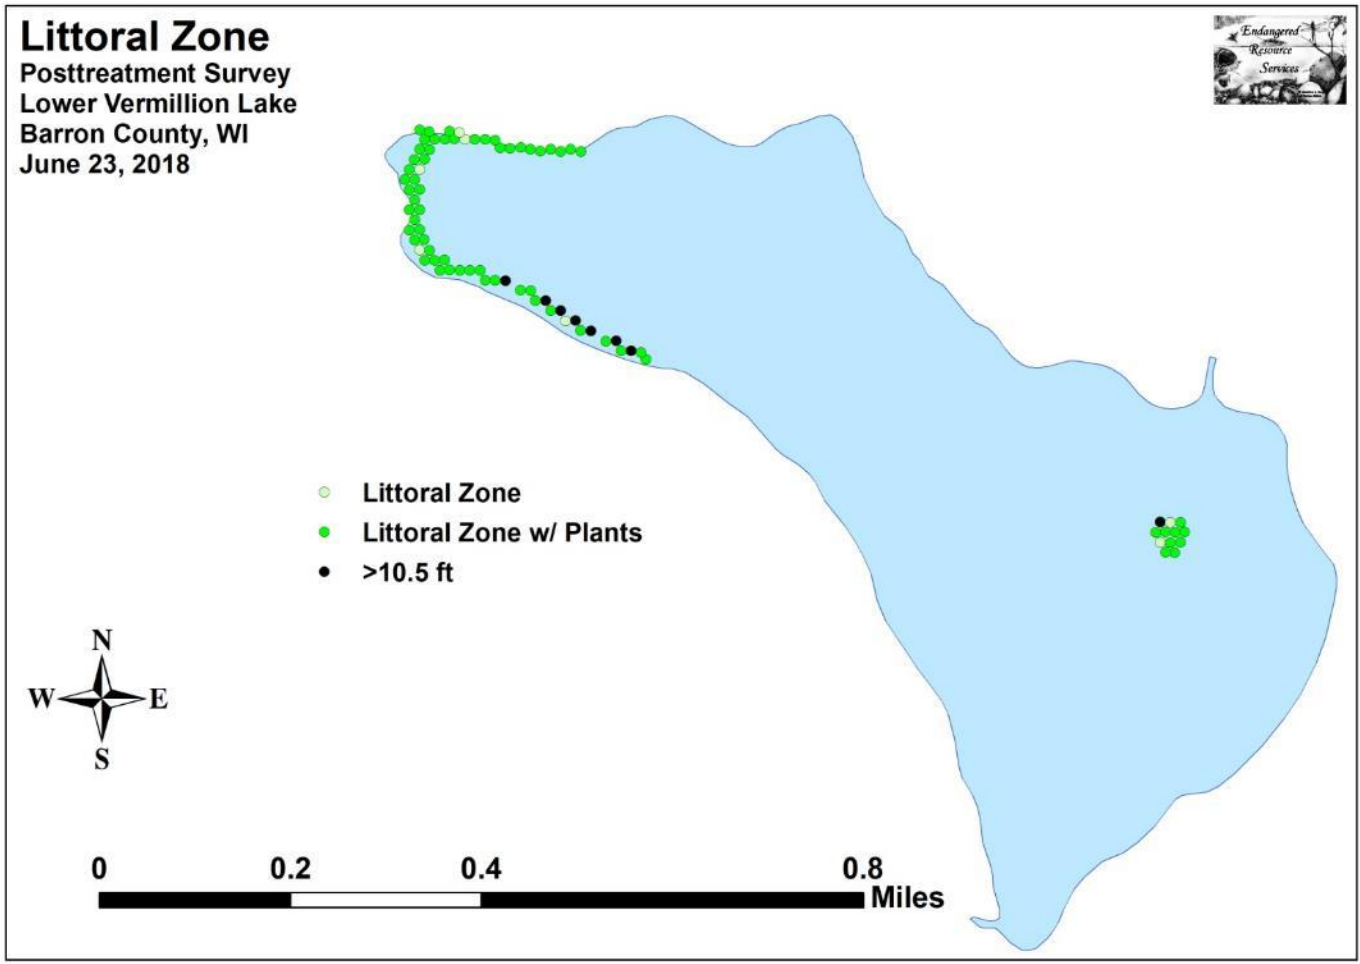 Littoral Zone
Posttreatment Survey
Lower Vermillion Lake
Barron County, WI
June 23, 2018
Endangered
Resource
Services
Littoral Zone
Littoral Zone w/ Plants
>10.5 ft
N
W E
S
0 0.2 0.4 0.8
Miles